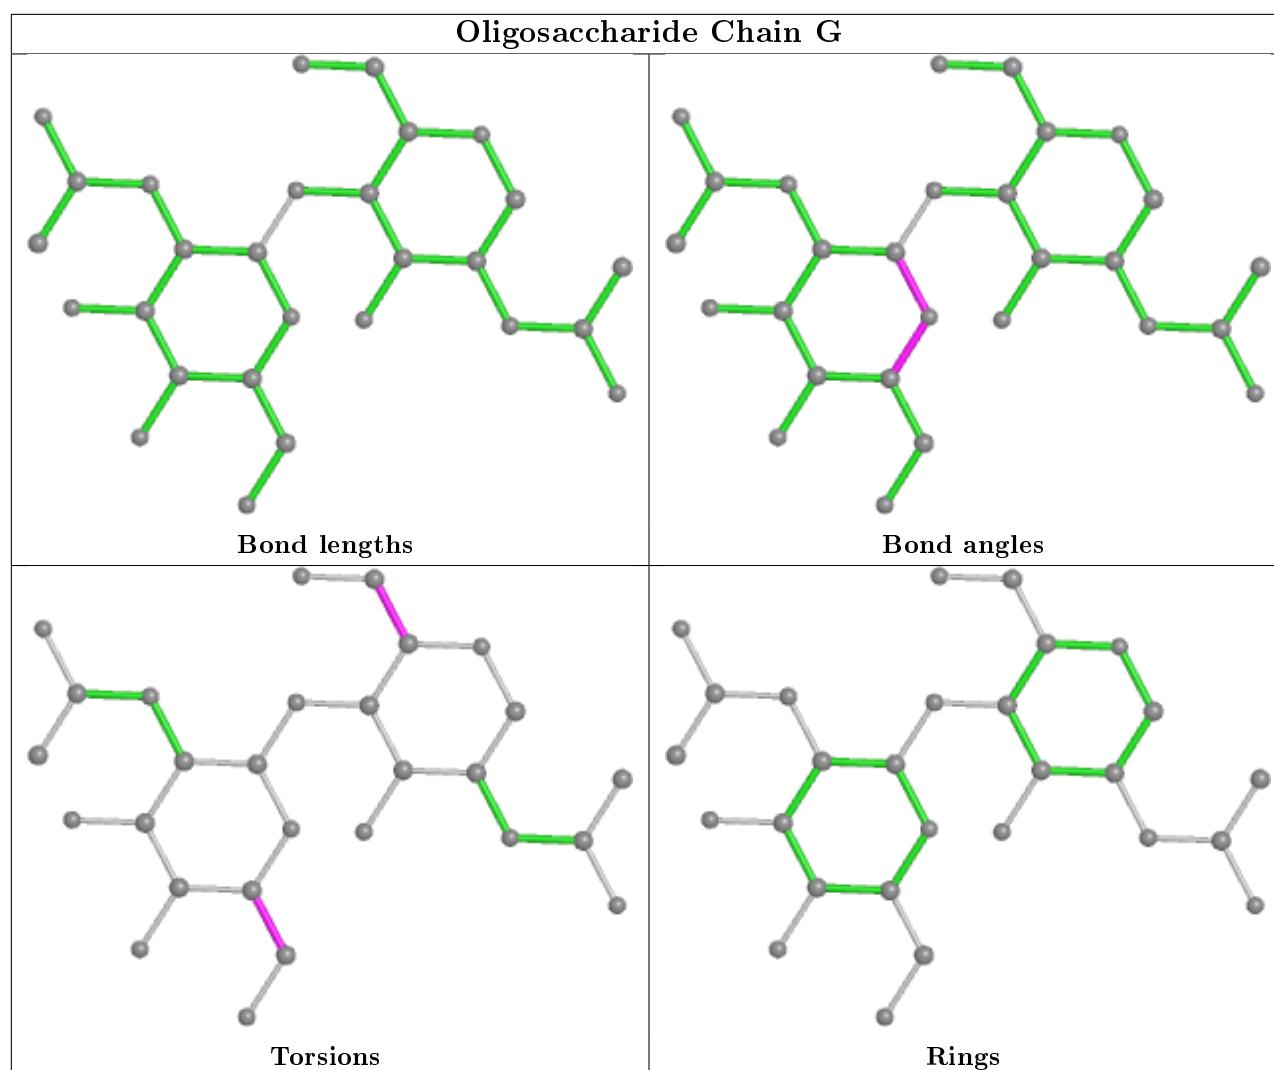 Oligosaccharide Chain G
Bond lengths
Bond angles
Torsions
Rings